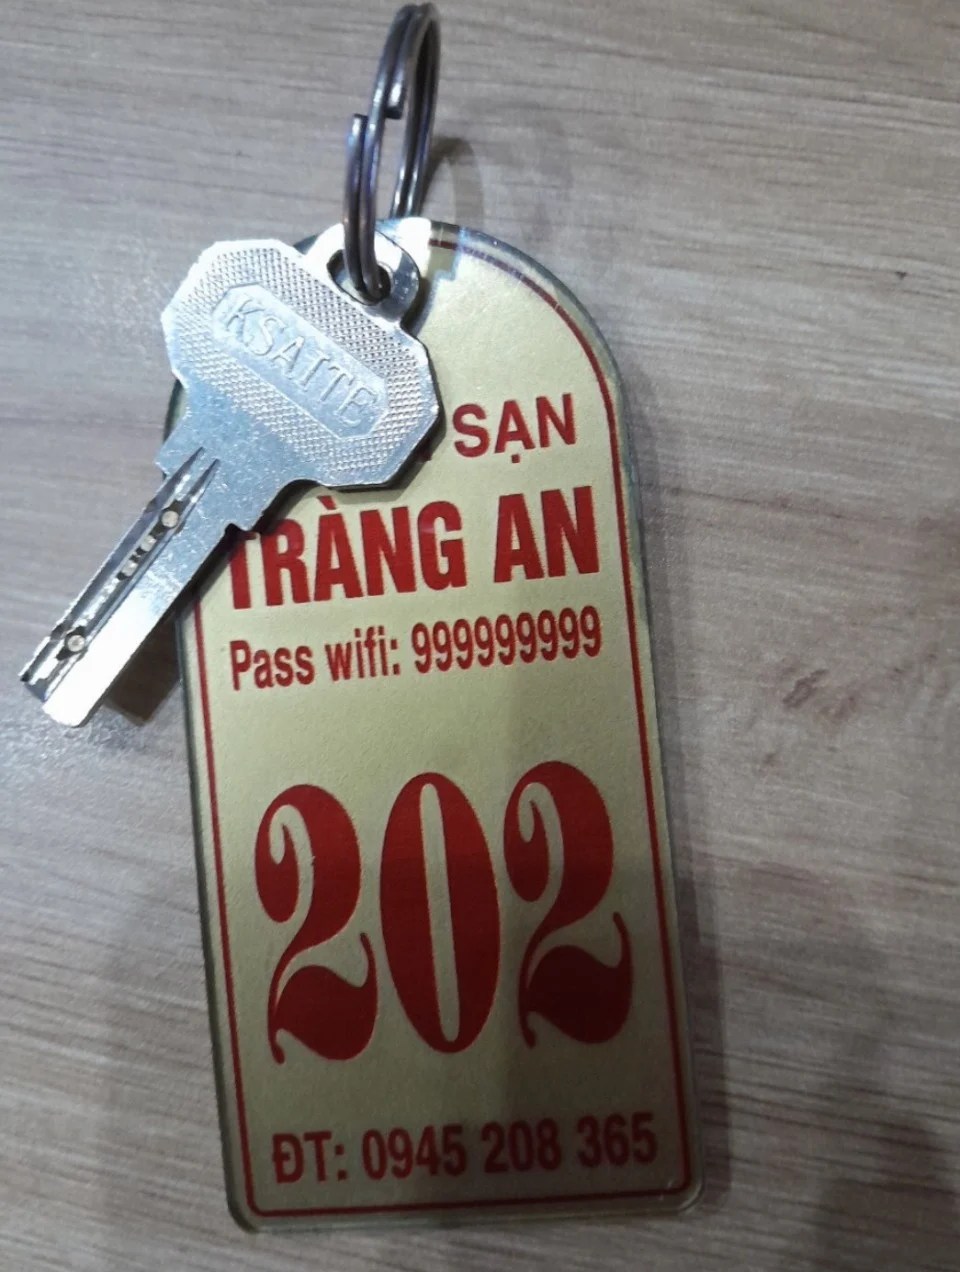 KSAITE
SẠN
TRÀNG AN
Pass wifi: 999999999
202
ĐT: 0945 208 365